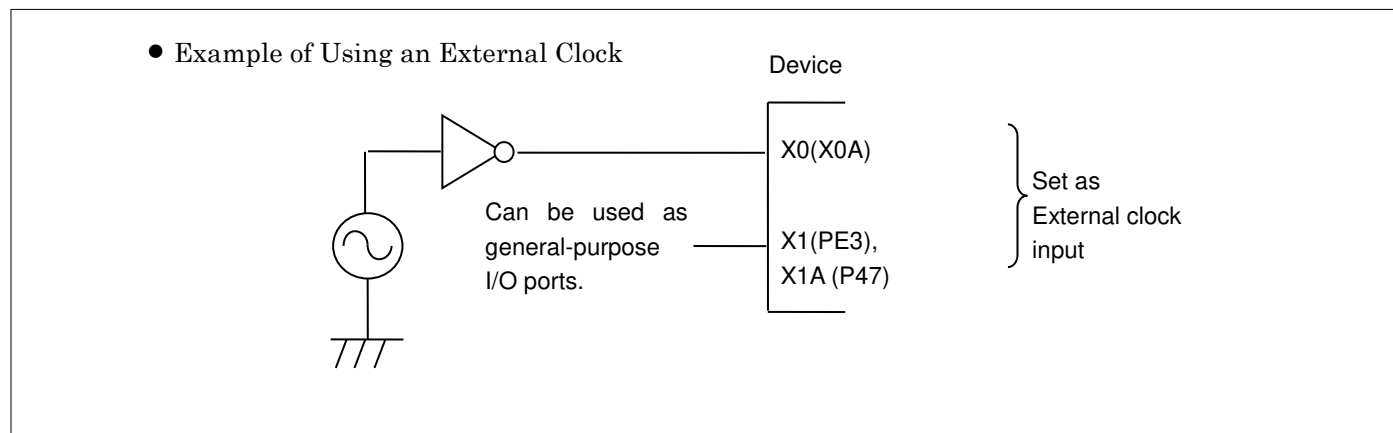 ● Example of Using an External Clock
Device
X0(X0A)
Can be used as
general-purpose
I/O ports.
X1(PE3),
X1A (P47)
Set as
External clock
input